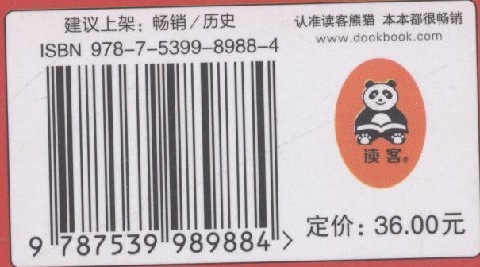 建议上架：畅销/历史
ISBN 978-7-5399-8988-4
9 787539 989884 >
认准读客熊猫 本本都很畅销
www.dookbook.com
读客®
定价：36.00元